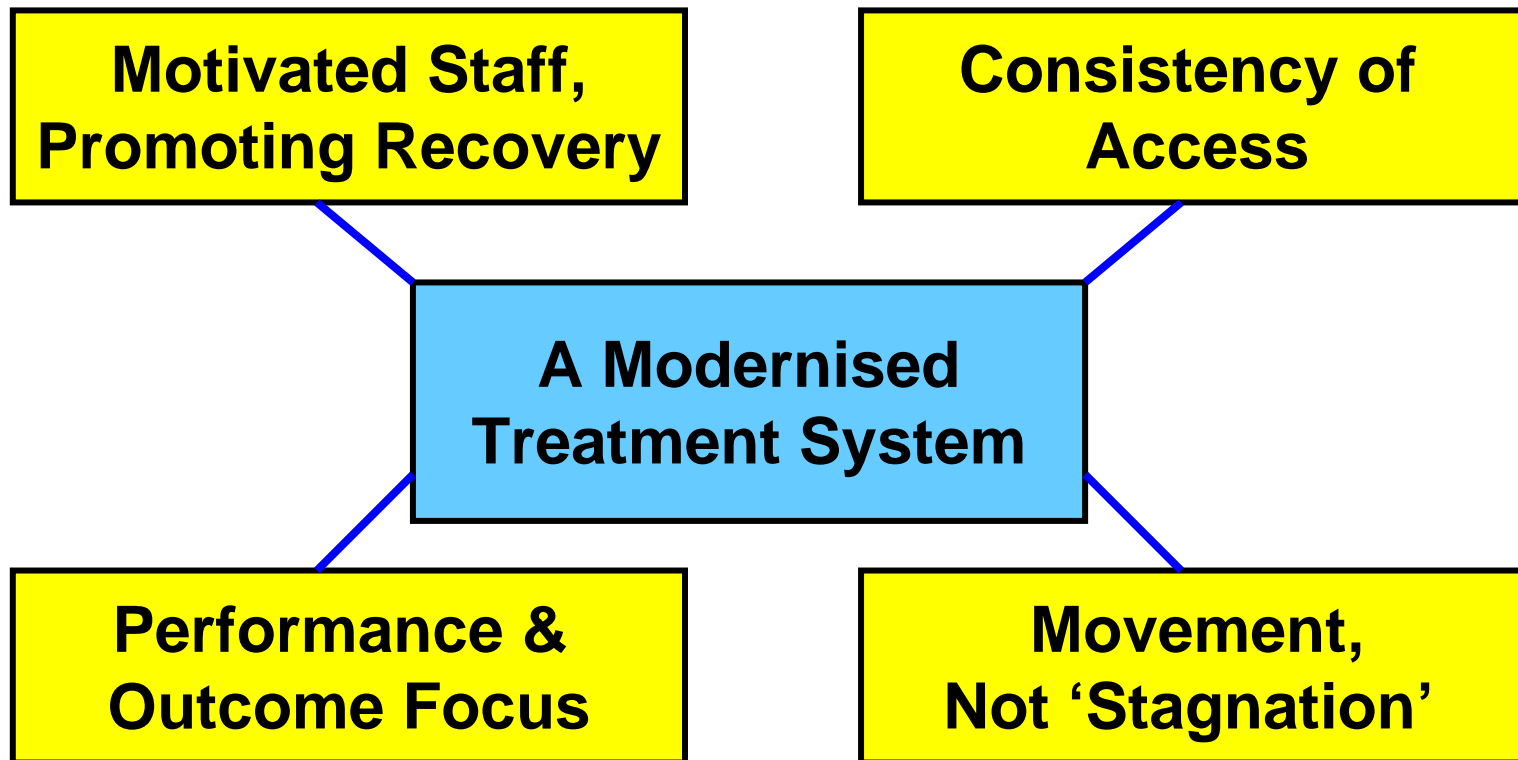 Motivated Staff,
Promoting Recovery
Consistency of
Access
A Modernised
Treatment System
Performance &
Outcome Focus
Movement,
Not ‘Stagnation’